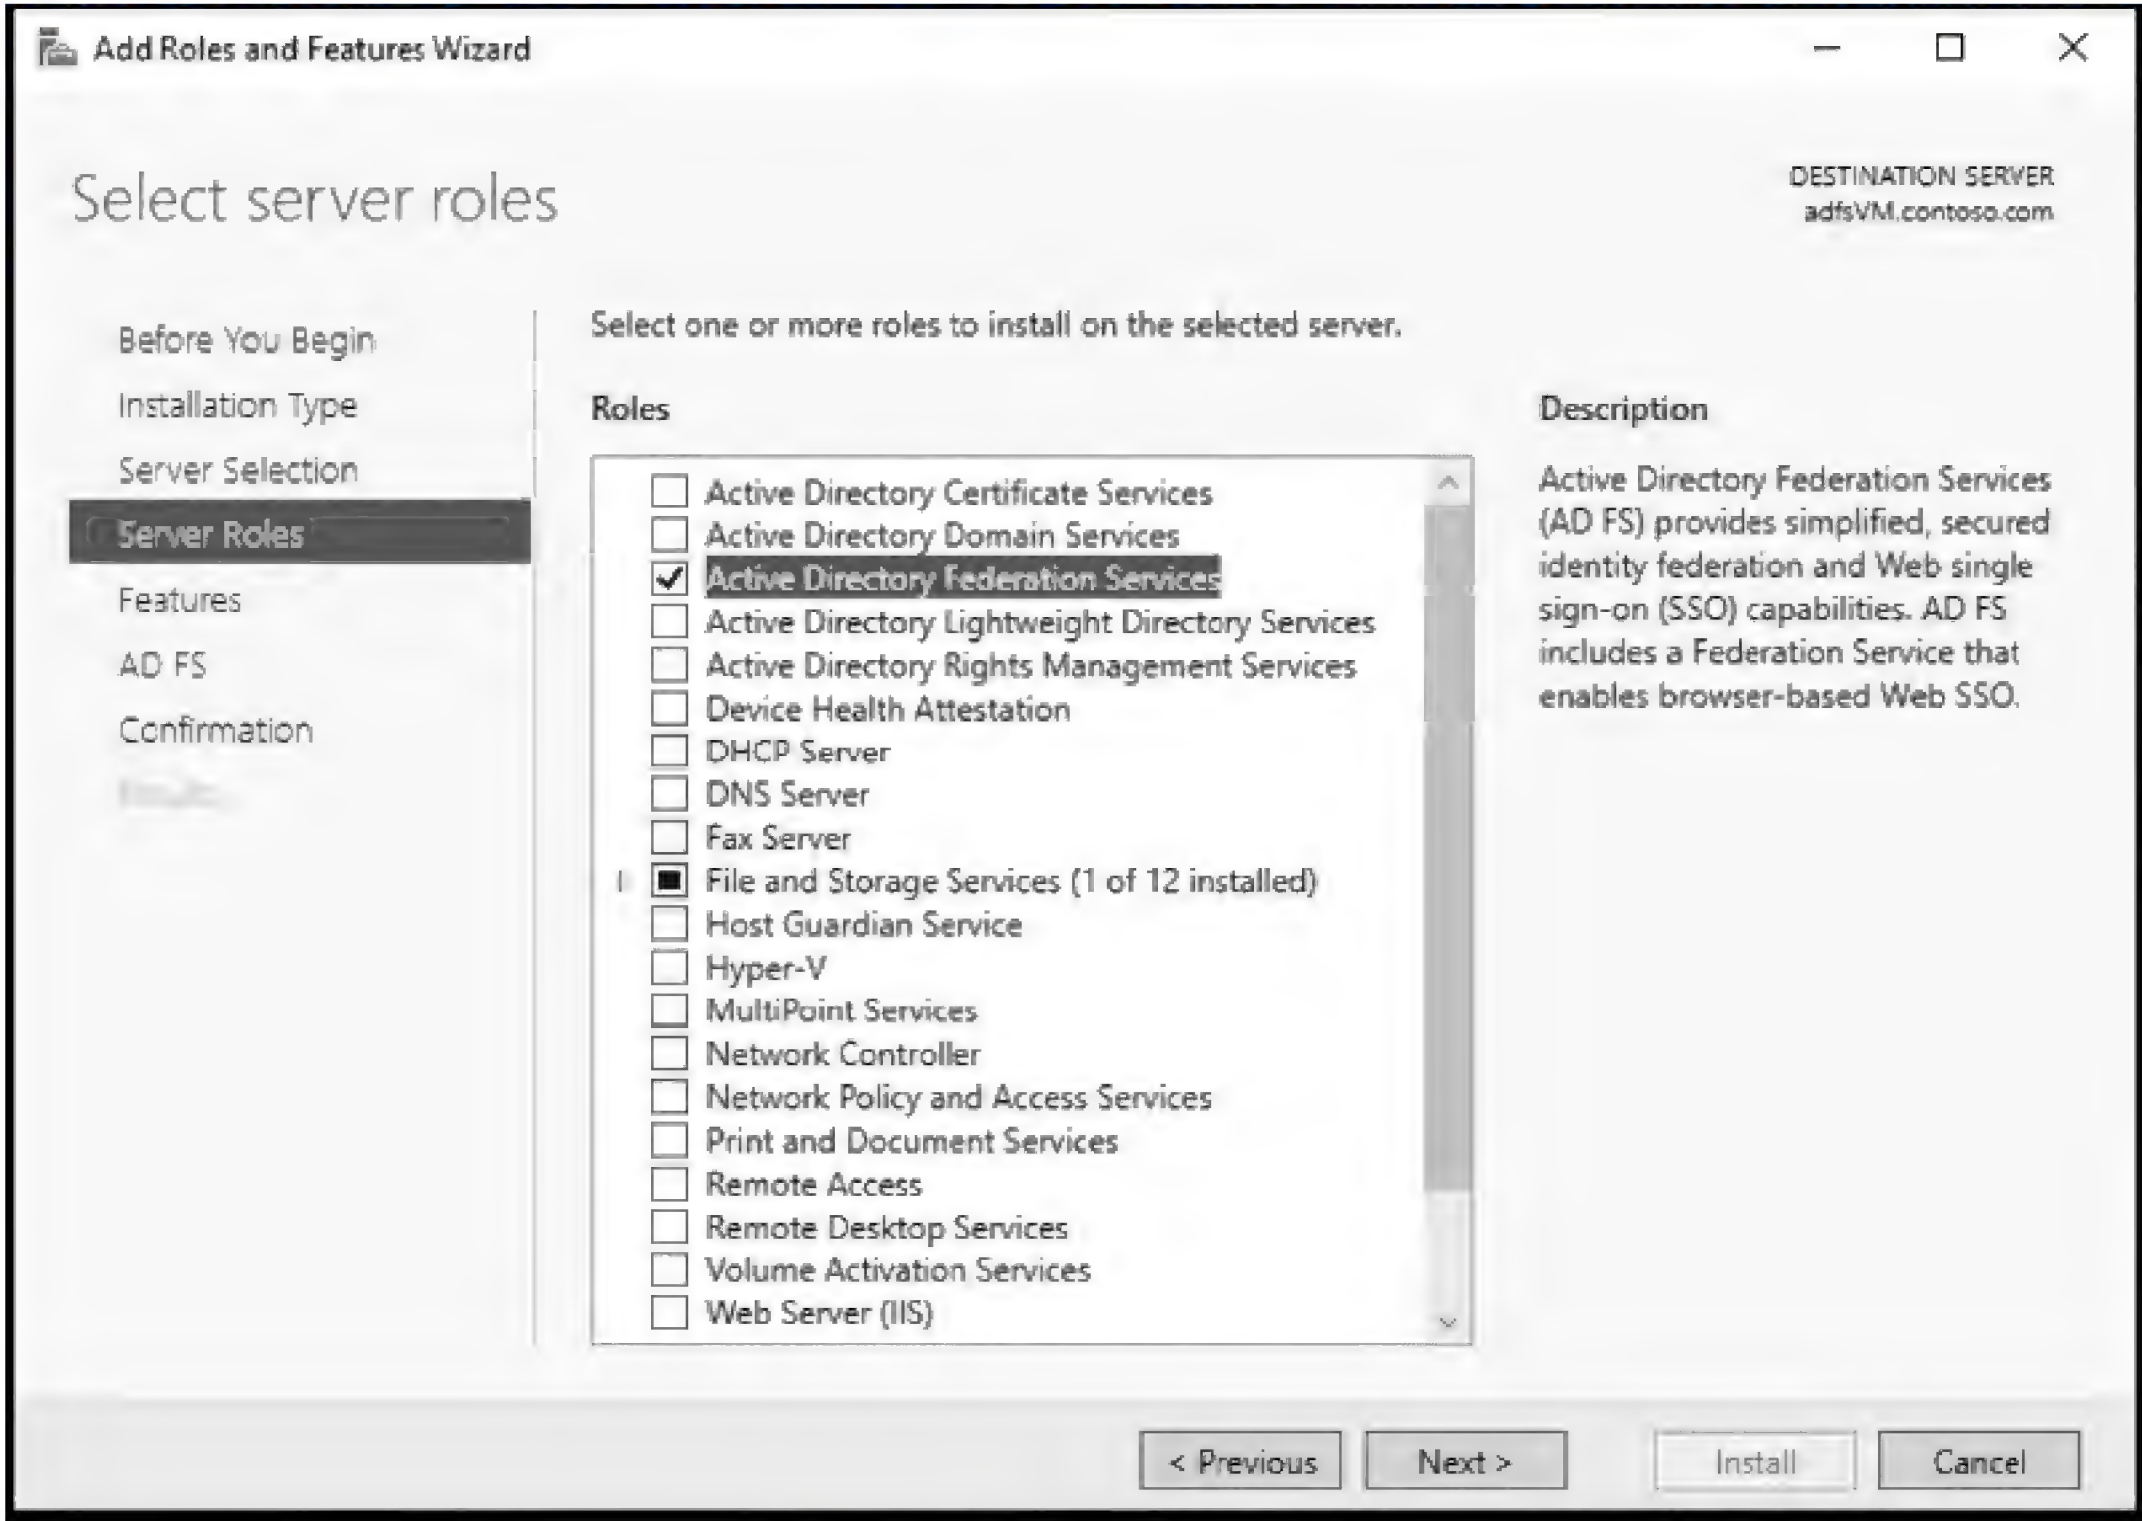 Add Roles and Features Wizard
Select server roles
DESTINATION SERVER
adfsVM.contoso.com
Before You Begin
Installation Type
Server Selection
Server Roles
Features
AD FS
Confirmation
Select one or more roles to install on the selected server.
Roles
Active Directory Certificate Services
Active Directory Domain Services
Active Directory Federation Services
Active Directory Lightweight Directory Services
Active Directory Rights Management Services
Device Health Attestation
DHCP Server
DNS Server
Fax Server
File and Storage Services (1 of 12 installed)
Host Guardian Service
Hyper-V
MultiPoint Services
Network Controller
Network Policy and Access Services
Print and Document Services
Remote Access
Remote Desktop Services
Volume Activation Services
Web Server (IIS)
Description
Active Directory Federation Services
(AD FS) provides simplified, secured
identity federation and Web single
sign-on (SSO) capabilities. AD FS
includes a Federation Service that
enables browser-based Web SSO.
< Previous
Next >
Install
Cancel